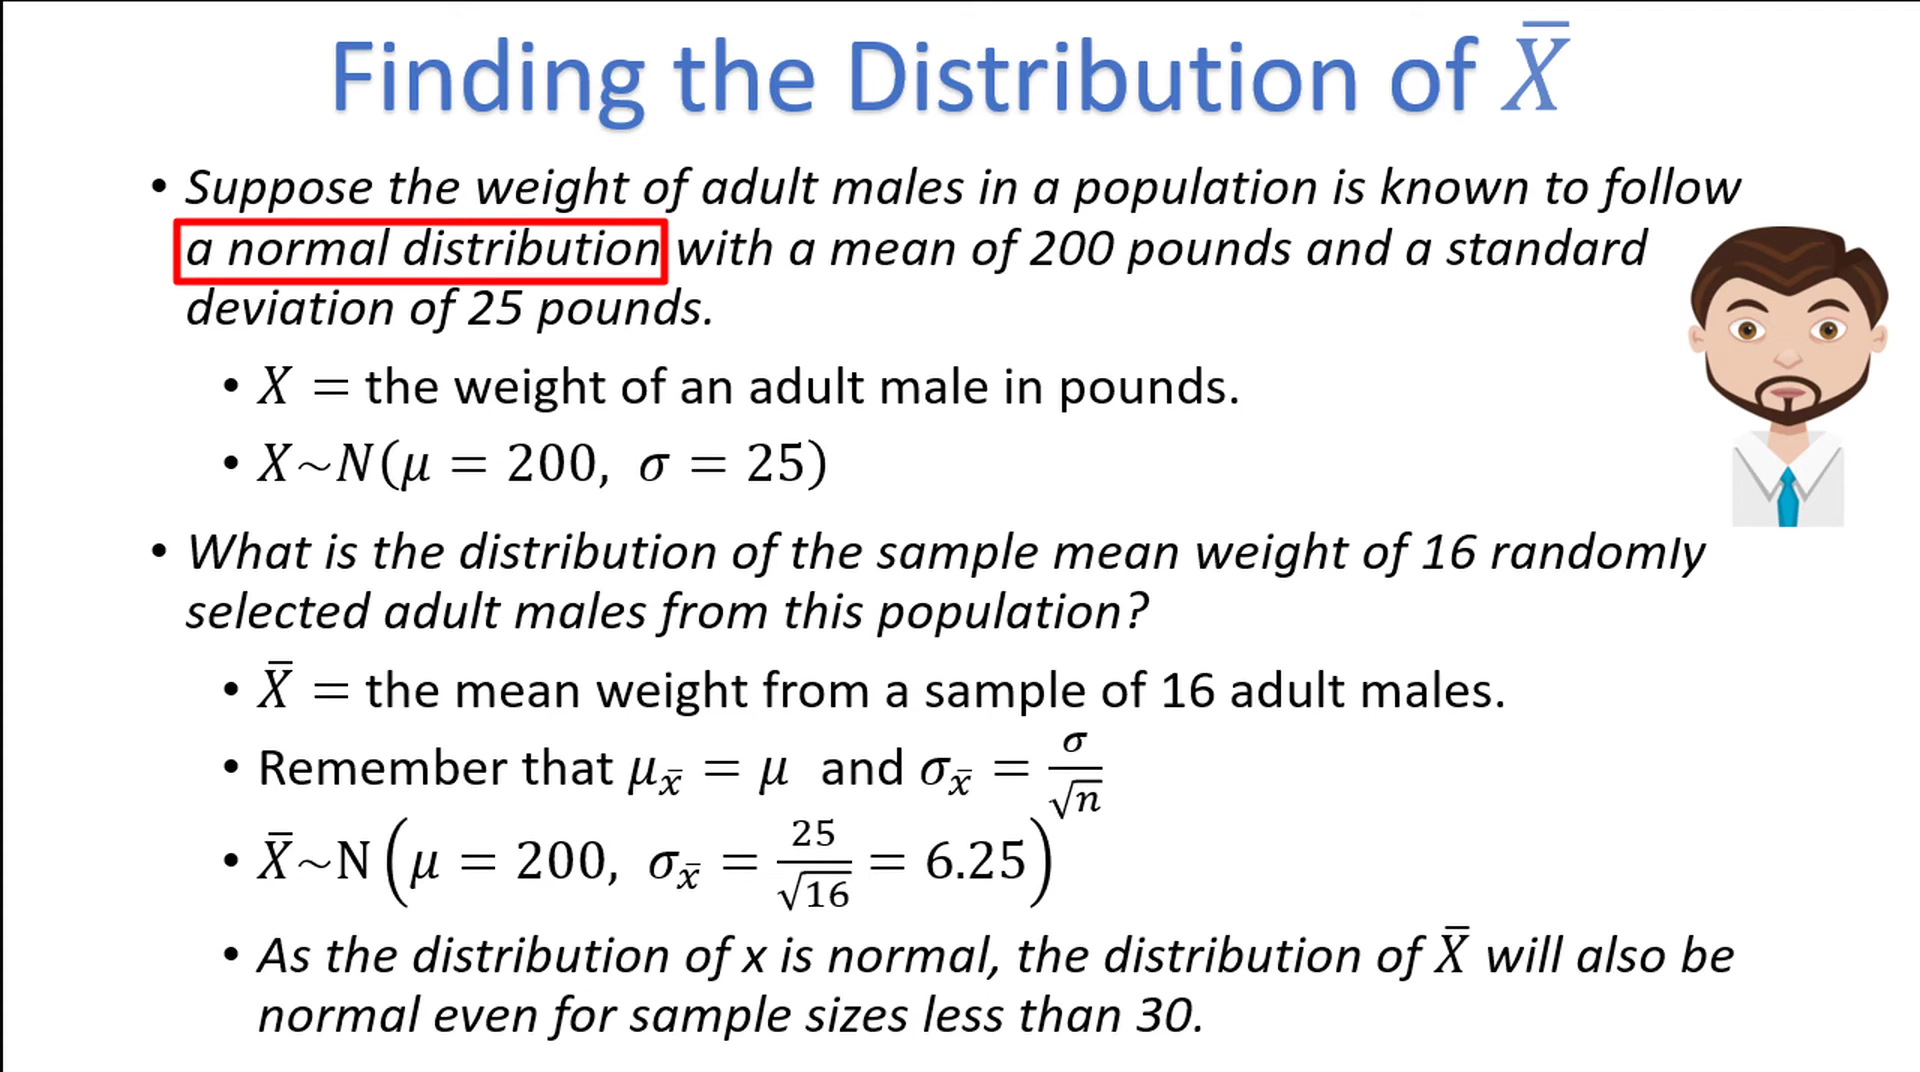 Finding the Distribution of X̄
• Suppose the weight of adult males in a population is known to follow
a normal distribution with a mean of 200 pounds and a standard
deviation of 25 pounds.
• X = the weight of an adult male in pounds.
• X~N(μ = 200, σ = 25)
• What is the distribution of the sample mean weight of 16 randomly
selected adult males from this population?
• X̄ = the mean weight from a sample of 16 adult males.
• Remember that μ_x̄ = μ and σ_x̄ = σ/√n
• X̄~N(μ = 200, σ_x̄ = 25/√16 = 6.25)
• As the distribution of x is normal, the distribution of X̄ will also be
normal even for sample sizes less than 30.